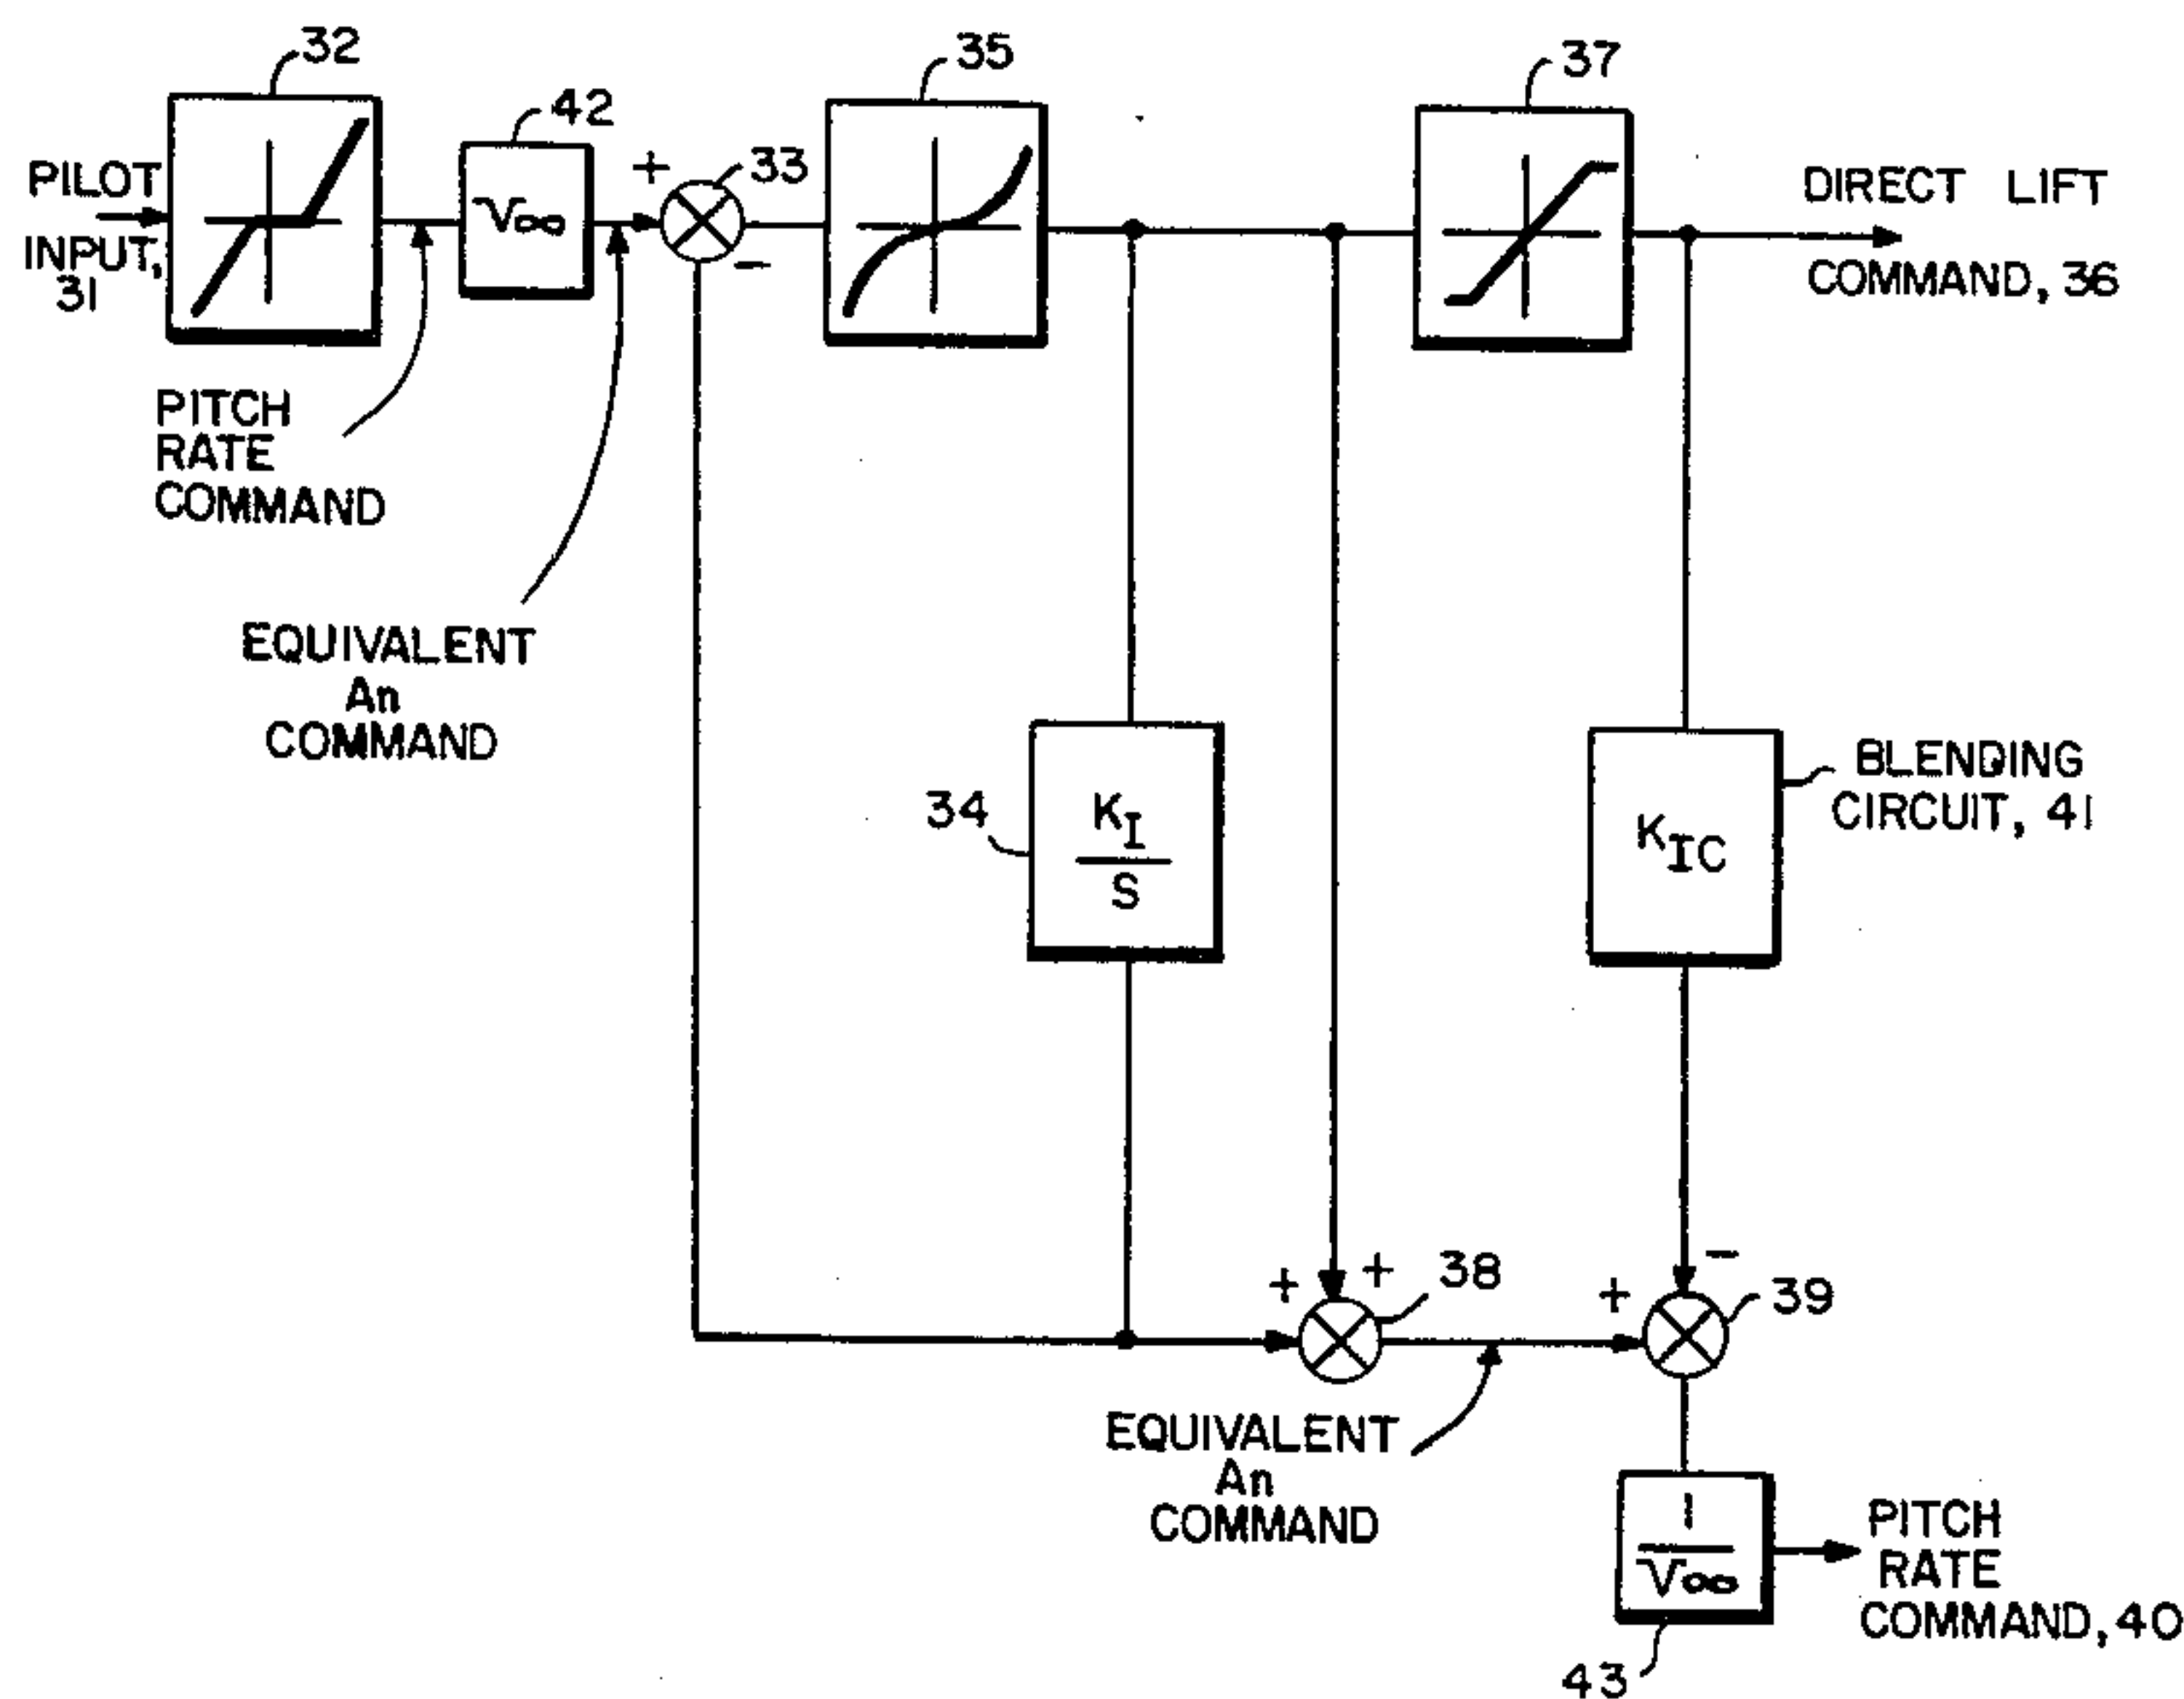 32
35
37
42
+
33
PILOT
INPUT,
31
−
DIRECT LIFT
COMMAND, 36
PITCH
RATE
COMMAND
V∞
EQUIVALENT
An
COMMAND
34
K_I
S
K_IC
BLENDING
CIRCUIT, 41
+
+
38
−
+
39
EQUIVALENT
An
COMMAND
1
V∞
PITCH
RATE
COMMAND, 40
43